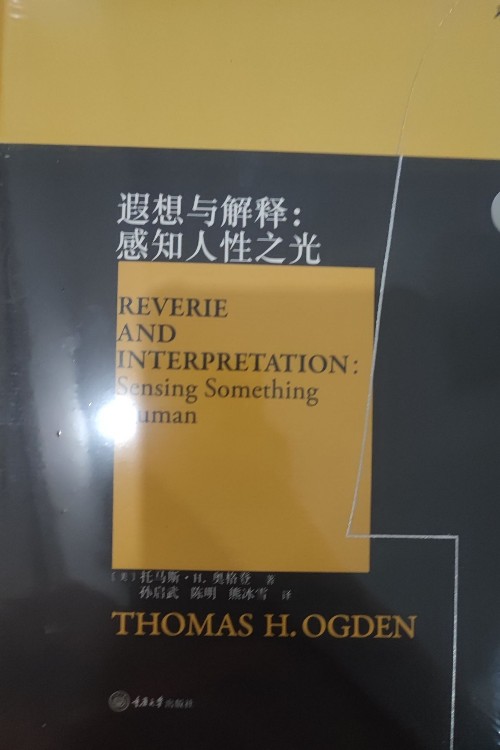 遐想与解释：
感知人性之光
REVERIE
AND
INTERPRETATION:
Sensing Something
Human
［美］托马斯·H. 奥格登 著
孙启武 陈明 熊冰雪 译
THOMAS H. OGDEN
重庆大学出版社